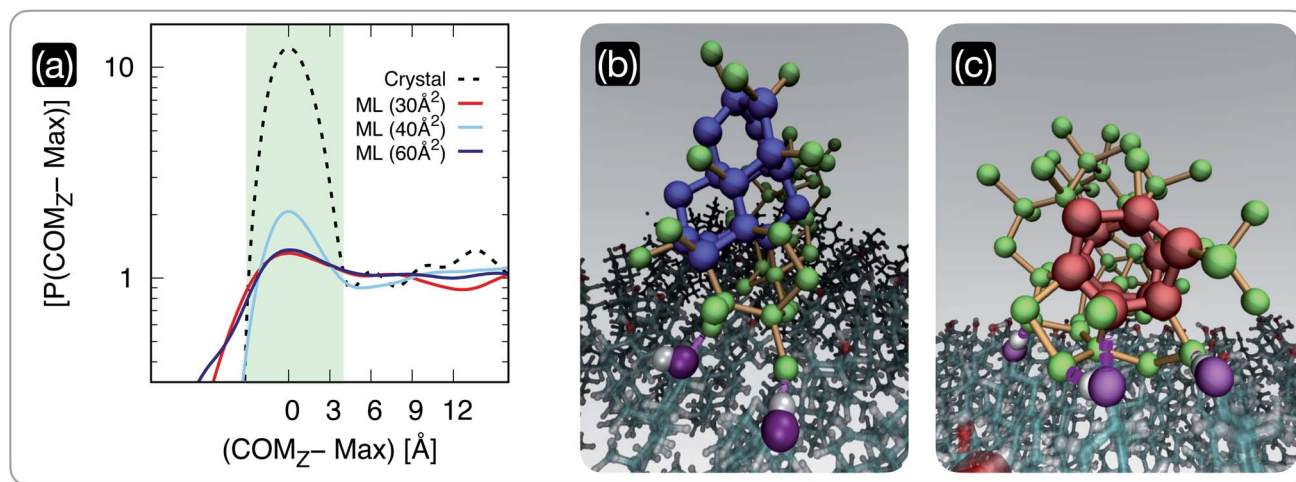 (a)
10
1
[P(COM_Z– Max)]
Crystal
ML (30Å²)
ML (40Å²)
ML (60Å²)
0 3 6 9 12
(COM_Z– Max) [Å]
(b)
(c)